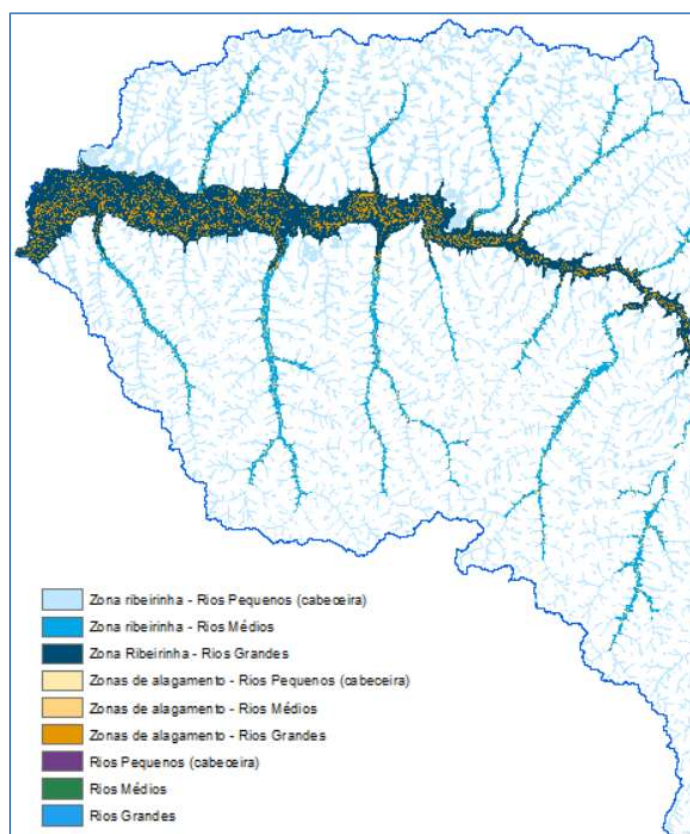 Zona ribeirinha - Rios Pequenos (cabeceira)
Zona ribeirinha - Rios Médios
Zona Ribeirinha - Rios Grandes
Zonas de alagamento - Rios Pequenos (cabeceira)
Zonas de alagamento - Rios Médios
Zonas de alagamento - Rios Grandes
Rios Pequenos (cabeceira)
Rios Médios
Rios Grandes